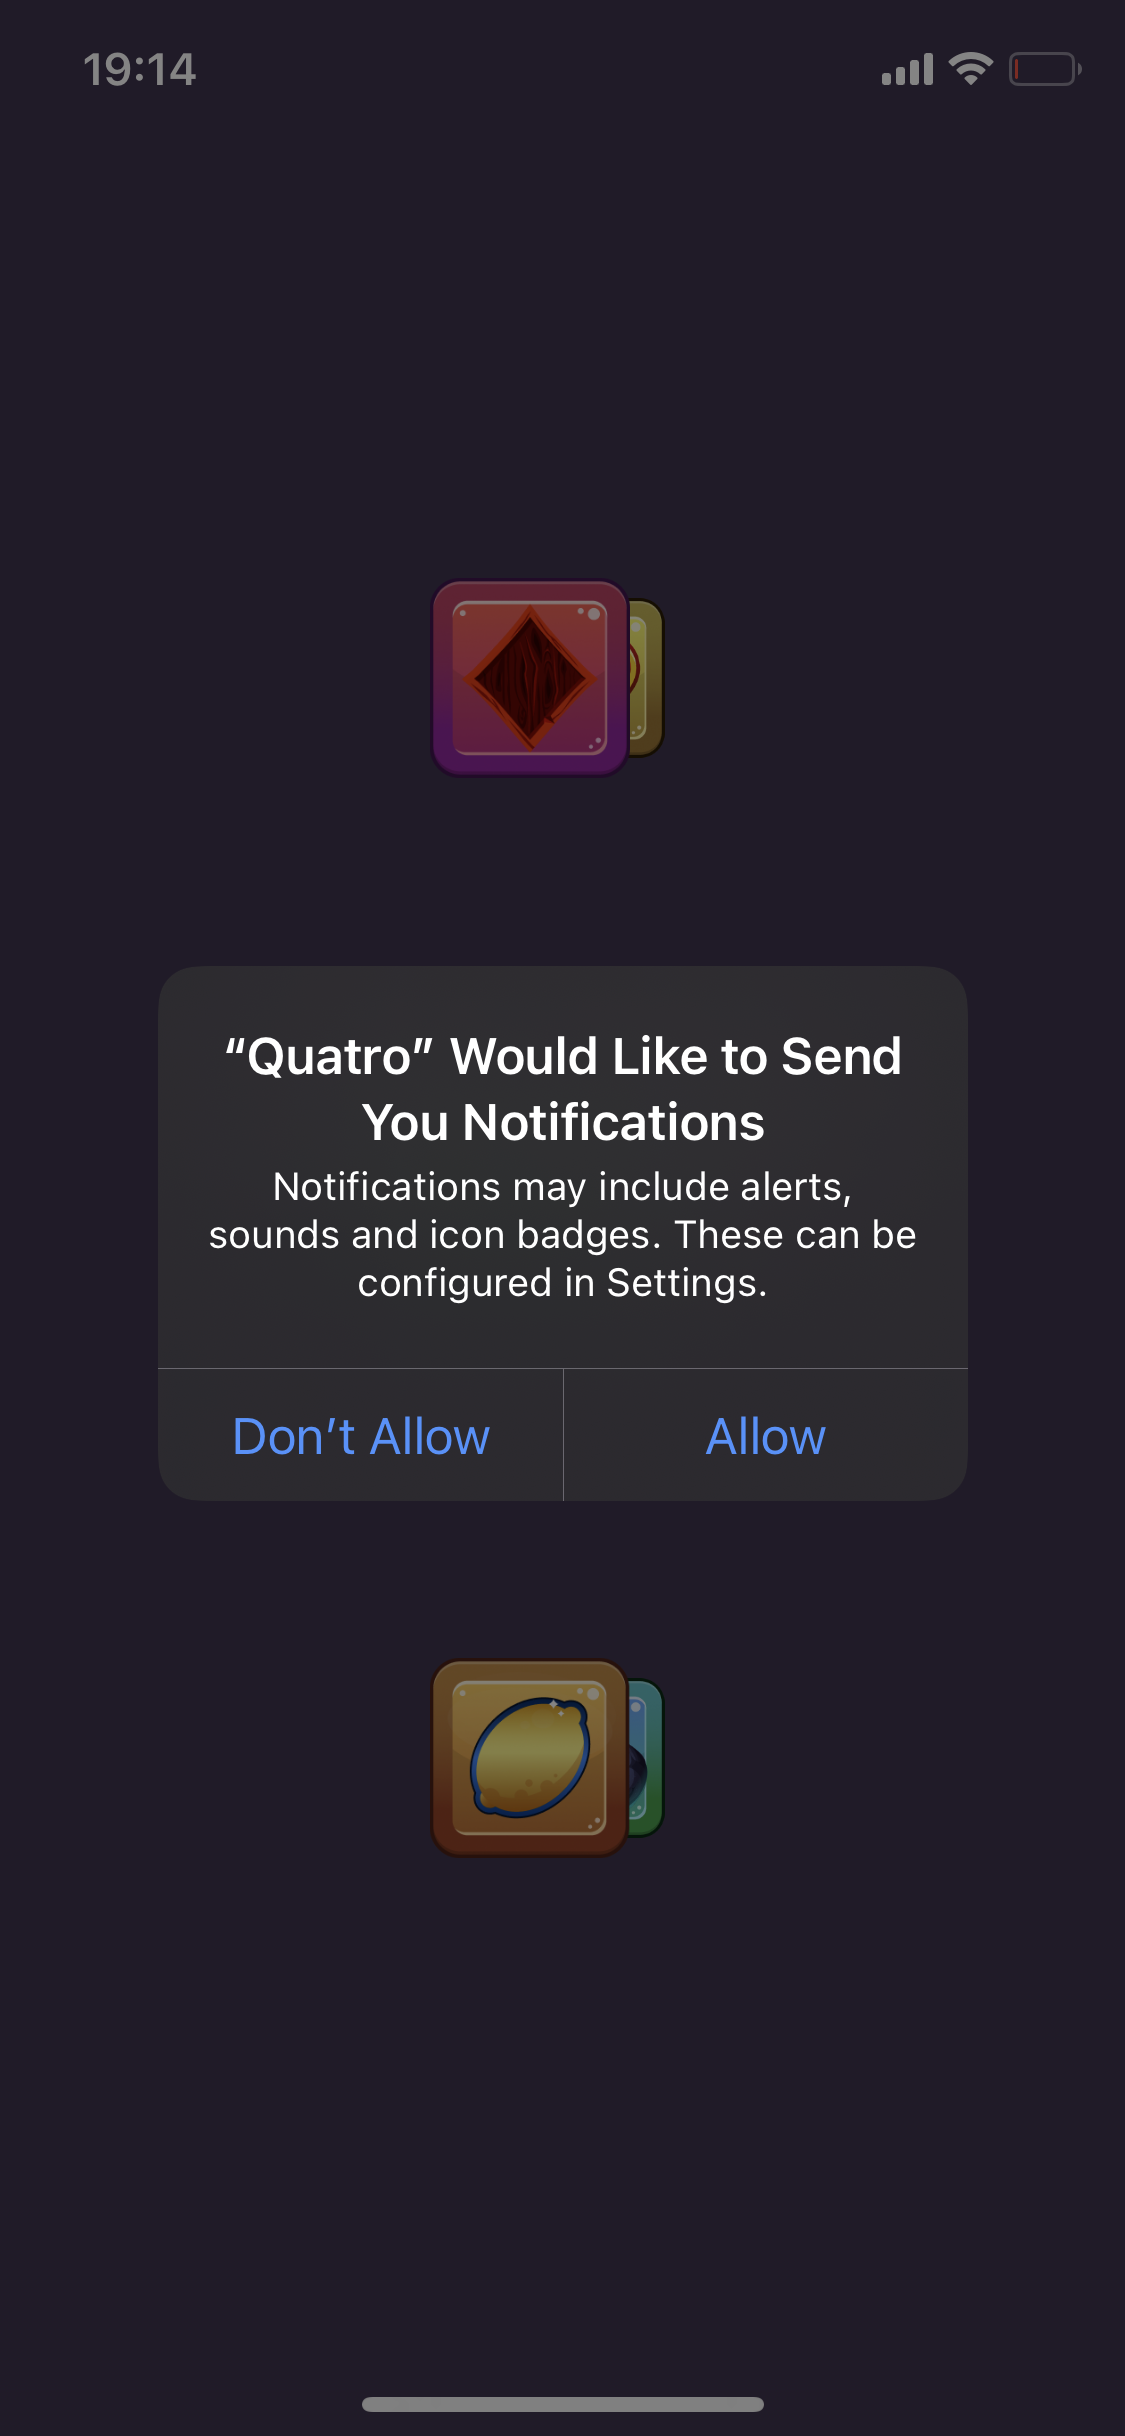 19:14
“Quatro” Would Like to Send
You Notifications
Notifications may include alerts,
sounds and icon badges. These can be
configured in Settings.
Don’t Allow
Allow